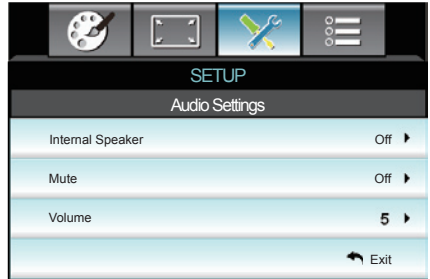 SETUP
Audio Settings
Internal Speaker Off
Mute Off
Volume 5
Exit